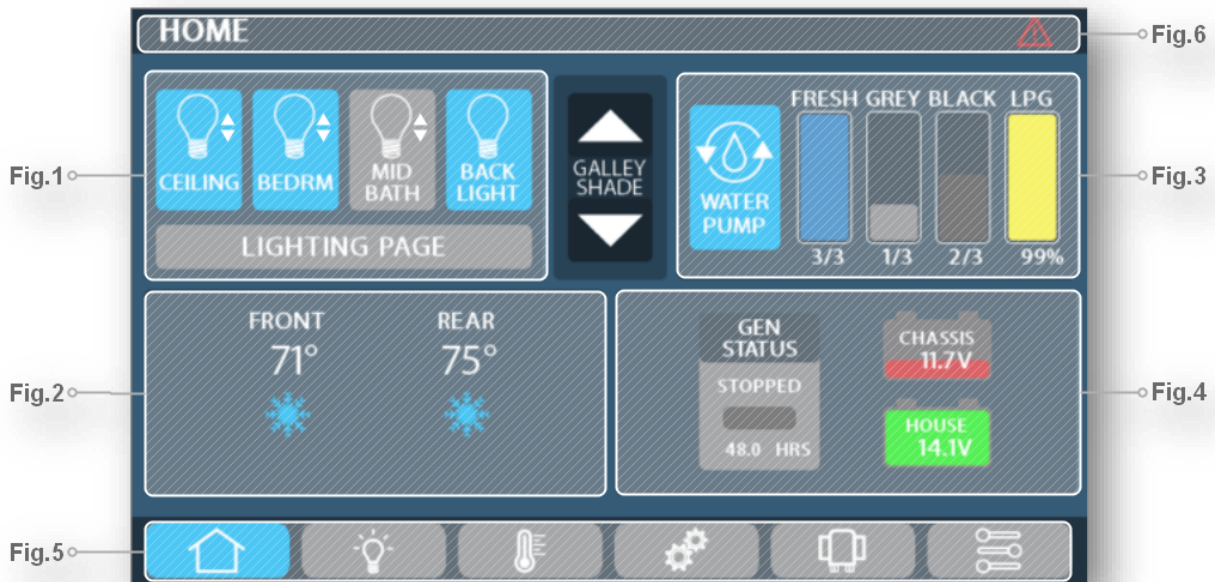 HOME
Fig.6
Fig.1
CEILING
BEDRM
MID
BATH
BACK
LIGHT
LIGHTING PAGE
GALLEY
SHADE
WATER
PUMP
FRESH GREY BLACK LPG
3/3 1/3 2/3 99%
Fig.3
Fig.2
FRONT
71°
REAR
75°
GEN
STATUS
STOPPED
48.0 HRS
CHASSIS
11.7V
HOUSE
14.1V
Fig.4
Fig.5